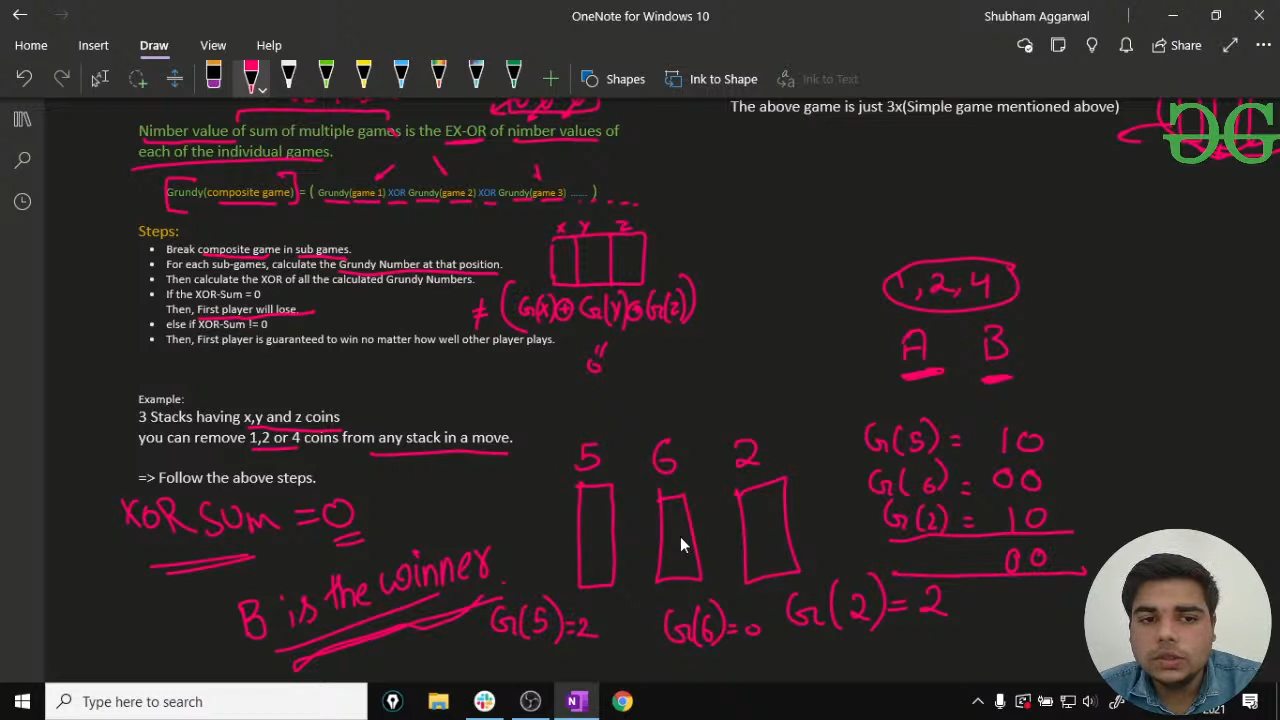 OneNote for Windows 10
Shubham Aggarwal
Home Insert Draw View Help
Share
Shapes
Ink to Shape
Ink to Text
The above game is just 3x(Simple game mentioned above)
Nimber value of sum of multiple games is the EX-OR of nimber values of
each of the individual games.
Grundy(composite game) = ( Grundy(game 1) XOR Grundy(game 2) XOR Grundy(game 3) ...... )
Steps:
• Break composite game in sub games.
• For each sub-games, calculate the Grundy Number at that position.
• Then calculate the XOR of all the calculated Grundy Numbers.
• If the XOR-Sum = 0
Then, First player will lose.
• else if XOR-Sum != 0
• Then, First player is guaranteed to win no matter how well other player plays.
X Y Z
≠ (G(X) ⊕ G(Y) ⊕ G(Z))
1, 2, 4
A B
Example:
3 Stacks having x,y and z coins
you can remove 1,2 or 4 coins from any stack in a move.
=> Follow the above steps.
XOR SUM = 0
B is the winner.
5 6 2
G(5)=2 G(6)=0 G(2)=2
G(5) = 10
G(6) = 00
G(2) = 10
00
Type here to search
2021